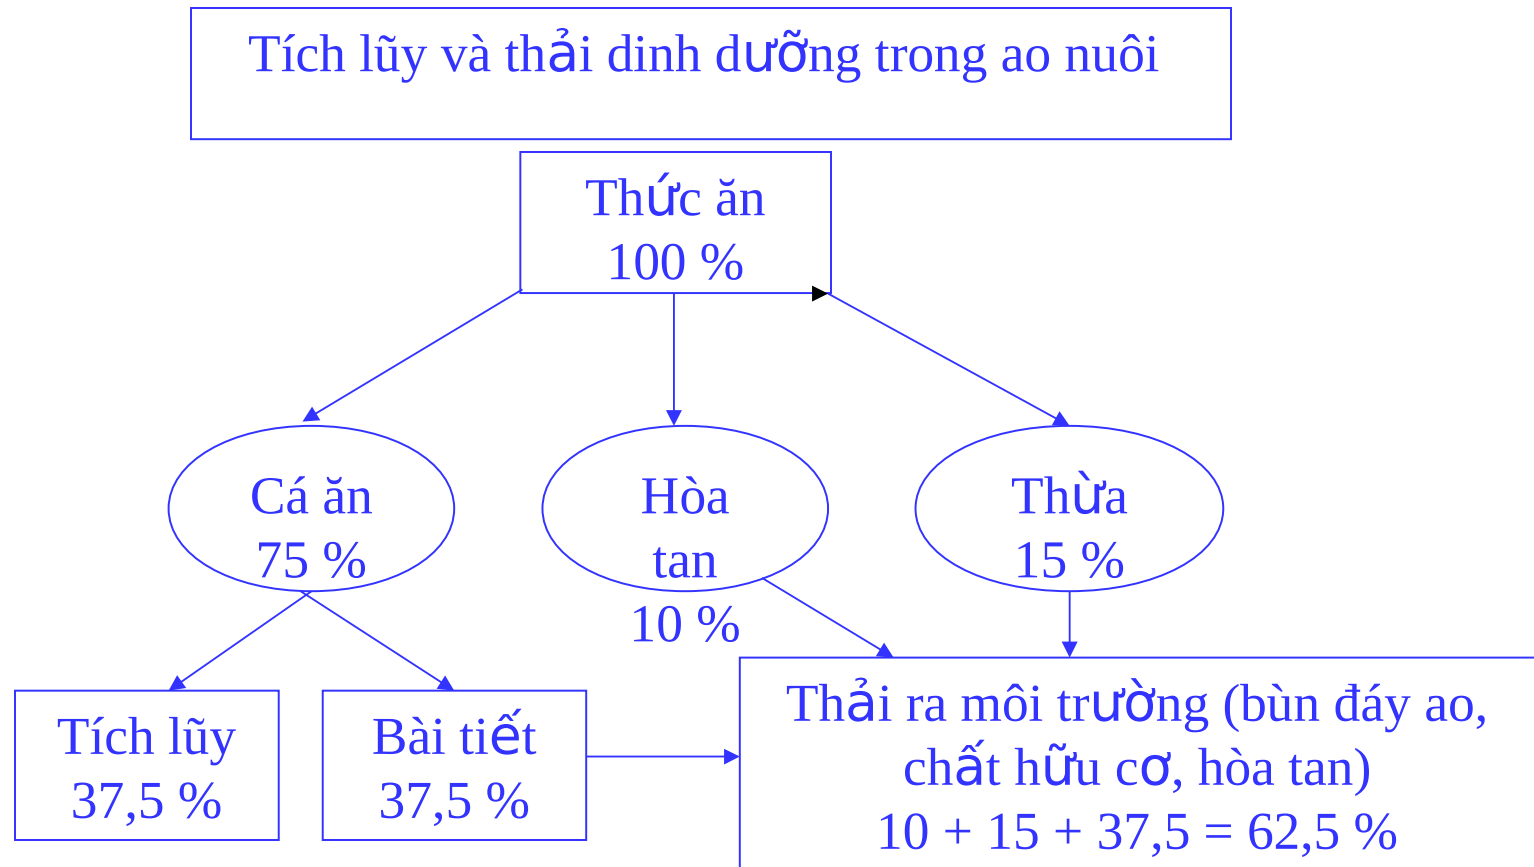 Tích lũy và thải dinh dưỡng trong ao nuôi
Thức ăn
100 %
Cá ăn
75 %
Hòa
tan
10 %
Thừa
15 %
Tích lũy
37,5 %
Bài tiết
37,5 %
Thải ra môi trường (bùn đáy ao,
chất hữu cơ, hòa tan)
10 + 15 + 37,5 = 62,5 %